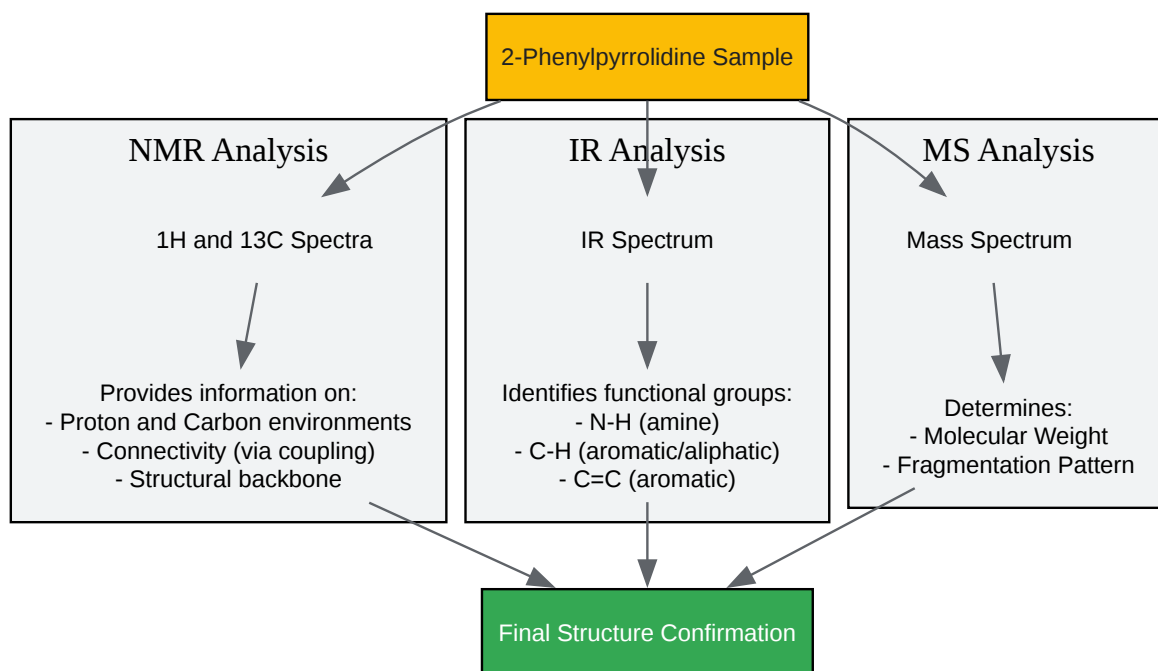 2-Phenylpyrrolidine Sample
NMR Analysis
1H and 13C Spectra
Provides information on:
- Proton and Carbon environments
- Connectivity (via coupling)
- Structural backbone
IR Analysis
IR Spectrum
Identifies functional groups:
- N-H (amine)
- C-H (aromatic/aliphatic)
- C=C (aromatic)
MS Analysis
Mass Spectrum
Determines:
- Molecular Weight
- Fragmentation Pattern
Final Structure Confirmation